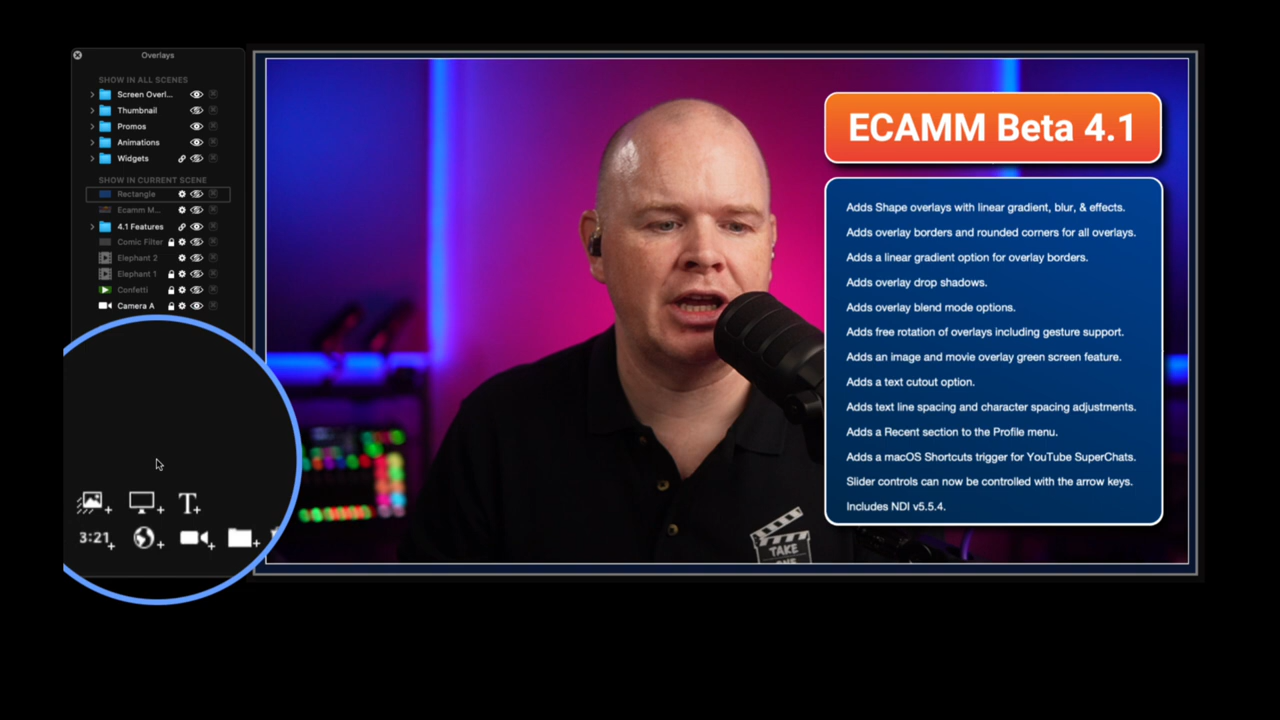 Overlays
SHOW IN ALL SCENES
Screen Overl...
Thumbnail
Promos
Animations
Widgets
SHOW IN CURRENT SCENE
Rectangle
Ecamm M...
4.1 Features
Comic Filter
Elephant 2
Elephant 1
Confetti
Camera A
T+
3:21+
ECAMM Beta 4.1
Adds Shape overlays with linear gradient, blur, & effects.
Adds overlay borders and rounded corners for all overlays.
Adds a linear gradient option for overlay borders.
Adds overlay drop shadows.
Adds overlay blend mode options.
Adds free rotation of overlays including gesture support.
Adds an image and movie overlay green screen feature.
Adds a text cutout option.
Adds text line spacing and character spacing adjustments.
Adds a Recent section to the Profile menu.
Adds a macOS Shortcuts trigger for YouTube SuperChats.
Slider controls can now be controlled with the arrow keys.
Includes NDI v5.5.4.
TAKE
ONE